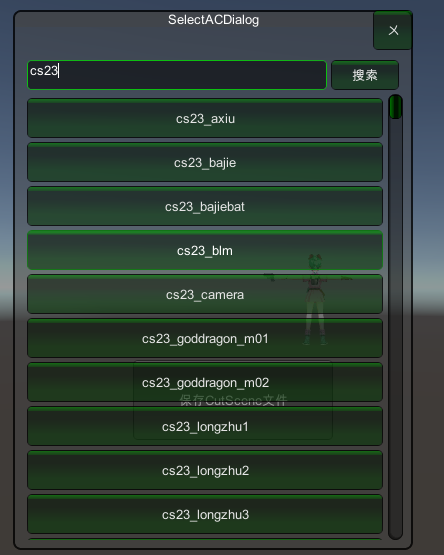 SelectACDialog
X
cs23
搜索
cs23_axiu
cs23_bajie
cs23_bajiebat
cs23_blm
cs23_camera
cs23_goddragon_m01
cs23_goddragon_m02
保存CutScene文件
cs23_longzhu1
cs23_longzhu2
cs23_longzhu3